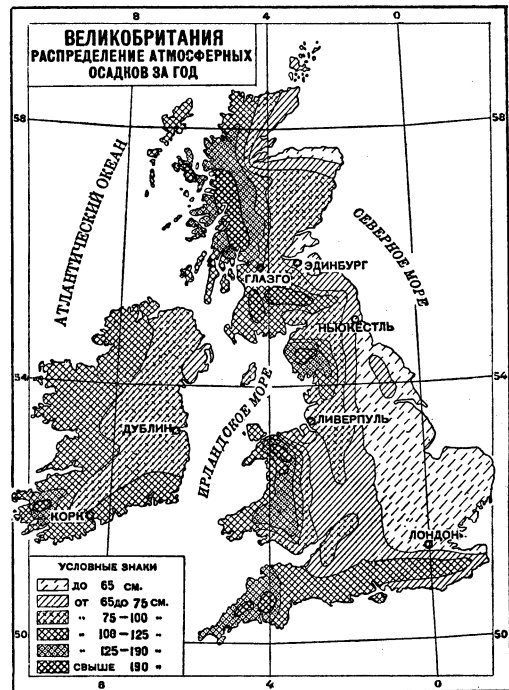 8
4
0
ВЕЛИКОБРИТАНИЯ
РАСПРЕДЕЛЕНИЕ АТМОСФЕРНЫХ
ОСАДКОВ ЗА ГОД
58
58
АТЛАНТИЧЕСКИЙ ОКЕАН
СЕВЕРНОЕ МОРЕ
ЭДИНБУРГ
ГЛАЗГО
НЬЮКЕСТЛЬ
54
54
ИРЛАНДСКОЕ МОРЕ
ЛИВЕРПУЛЬ
ДУБЛИН
КОРК
ЛОНДОН
УСЛОВНЫЕ ЗНАКИ
ДО 65 СМ.
ОТ 65 ДО 75 СМ.
„ 75–100 „
„ 100–125 „
„ 125–190 „
СВЫШЕ 190 „
50
50
8
4
0